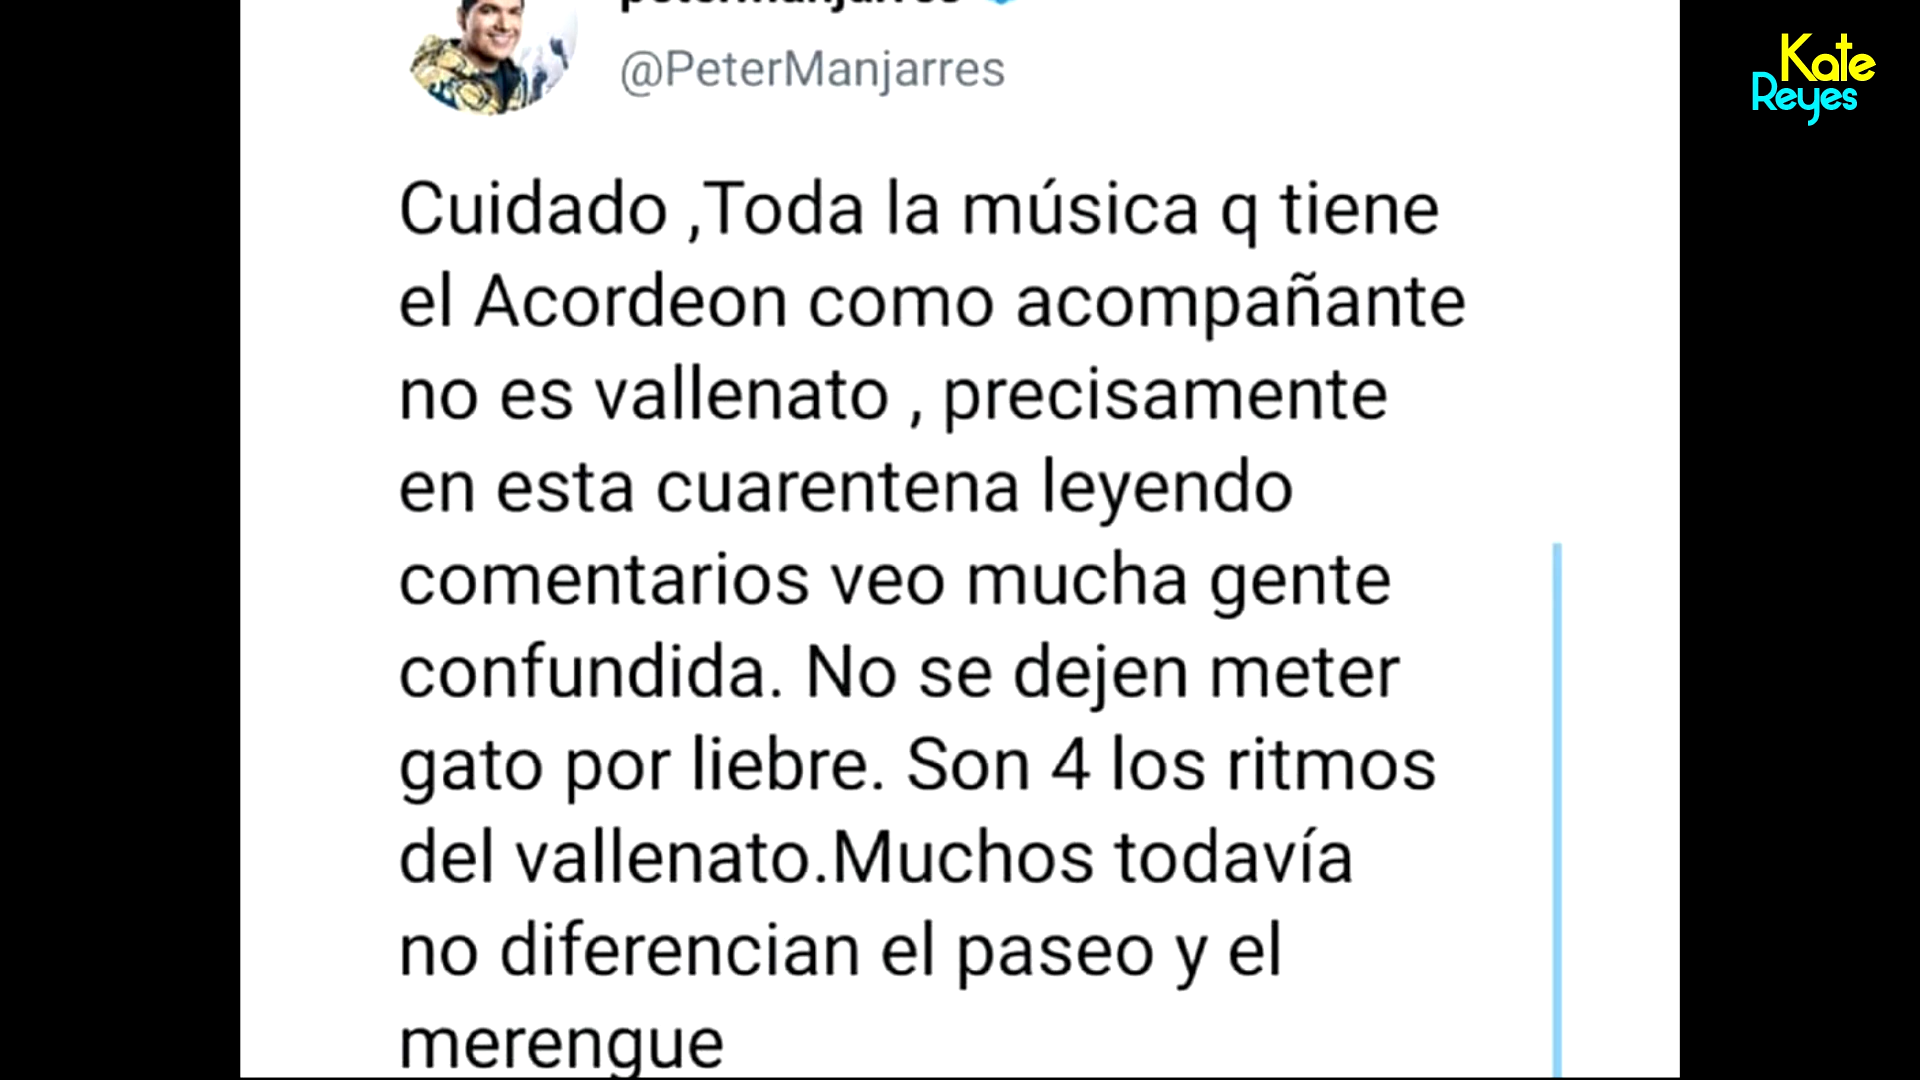 petermanjarres
@PeterManjarres
Kate
Reyes
Cuidado ,Toda la música q tiene
el Acordeon como acompañante
no es vallenato , precisamente
en esta cuarentena leyendo
comentarios veo mucha gente
confundida. No se dejen meter
gato por liebre. Son 4 los ritmos
del vallenato.Muchos todavía
no diferencian el paseo y el
merengue